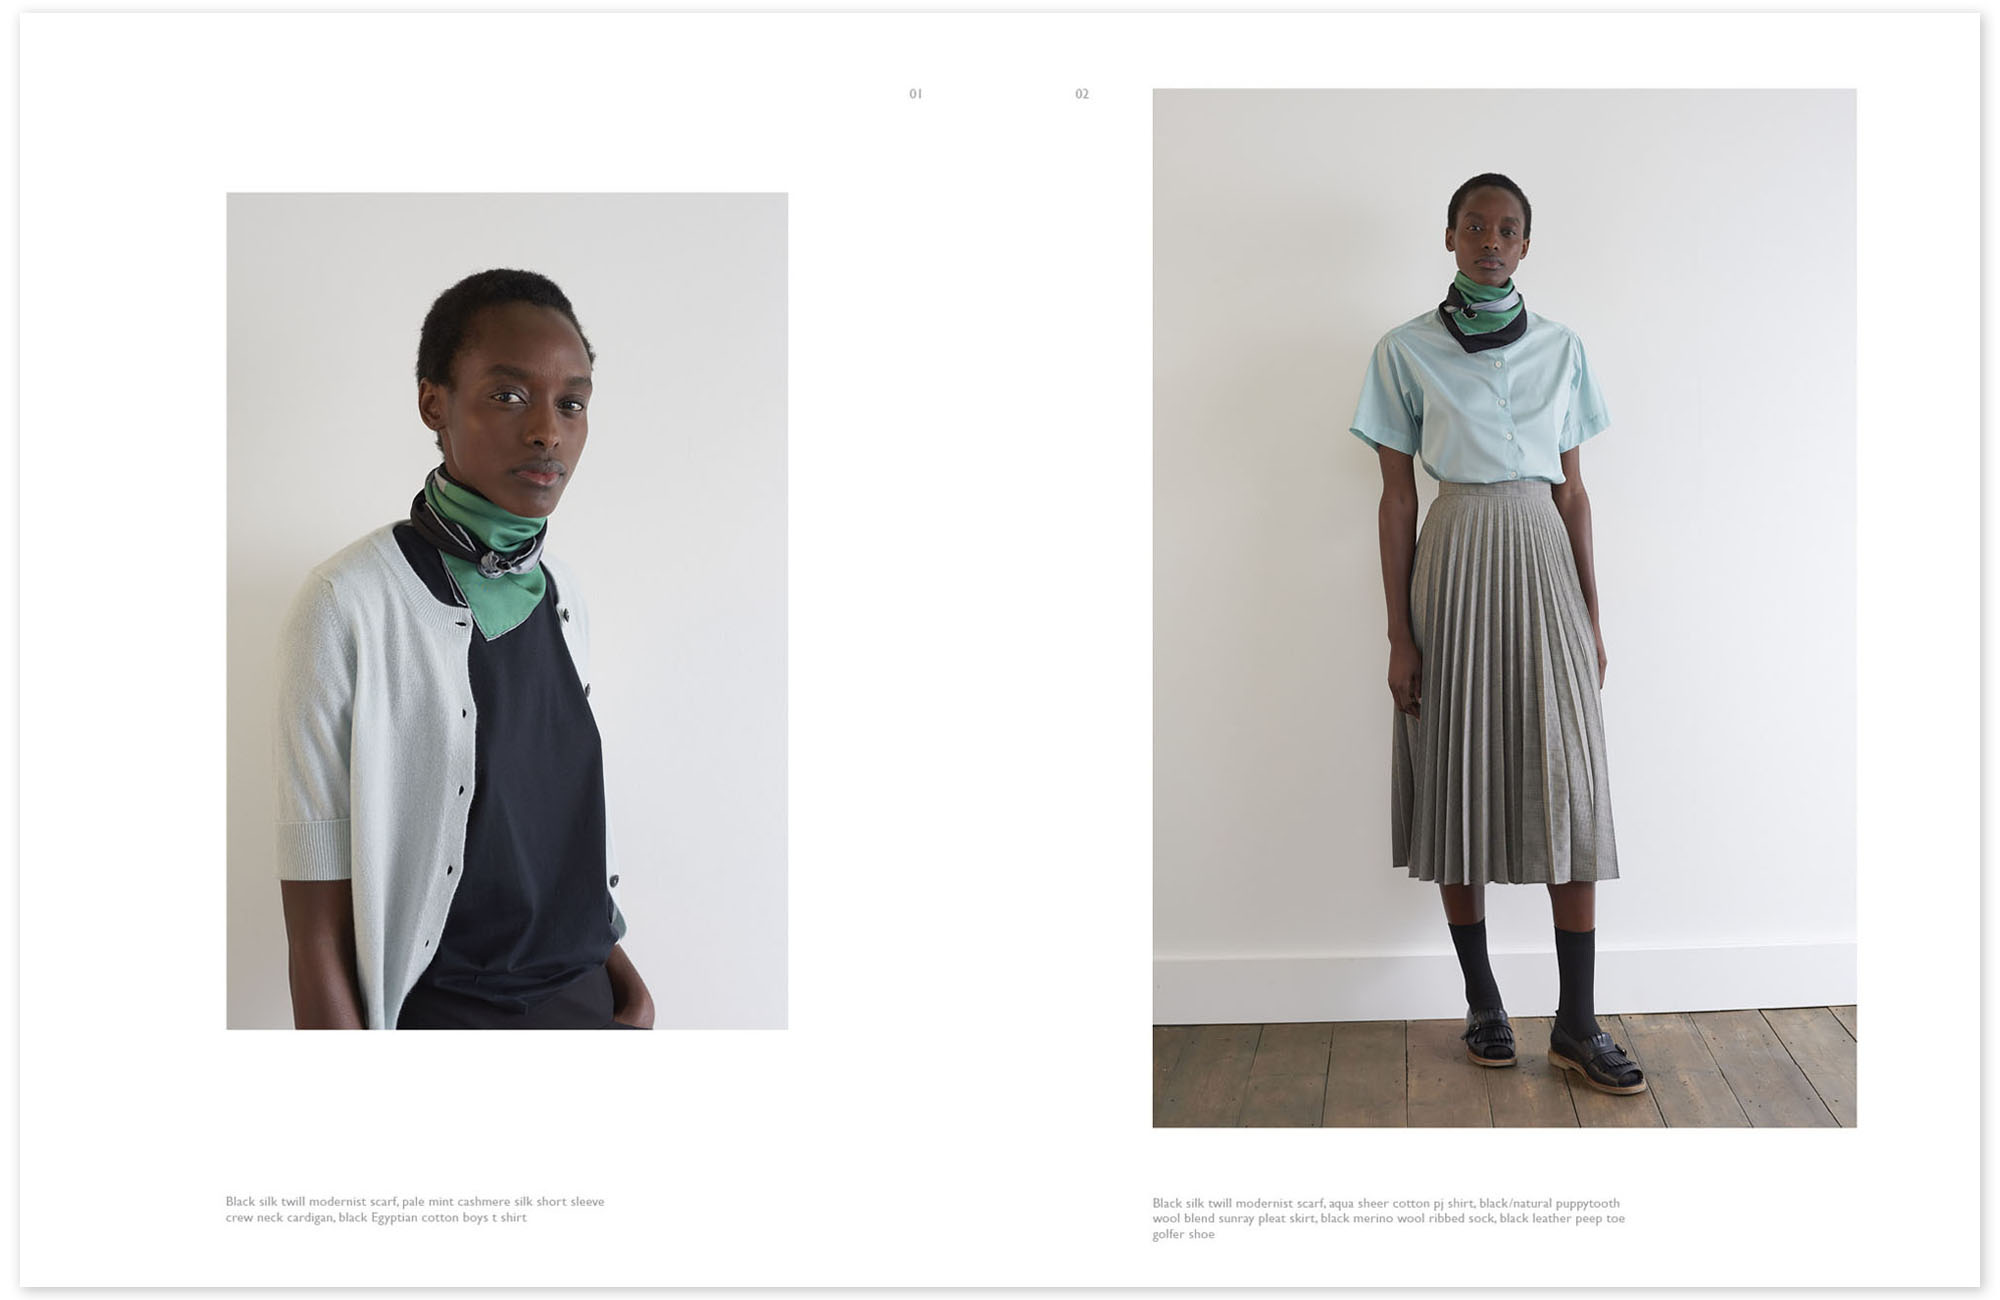 01
02
Black silk twill modernist scarf, pale mint cashmere silk short sleeve
crew neck cardigan, black Egyptian cotton boys t shirt
Black silk twill modernist scarf, aqua sheer cotton pj shirt, black/natural puppytooth
wool blend sunray pleat skirt, black merino wool ribbed sock, black leather peep toe
golfer shoe